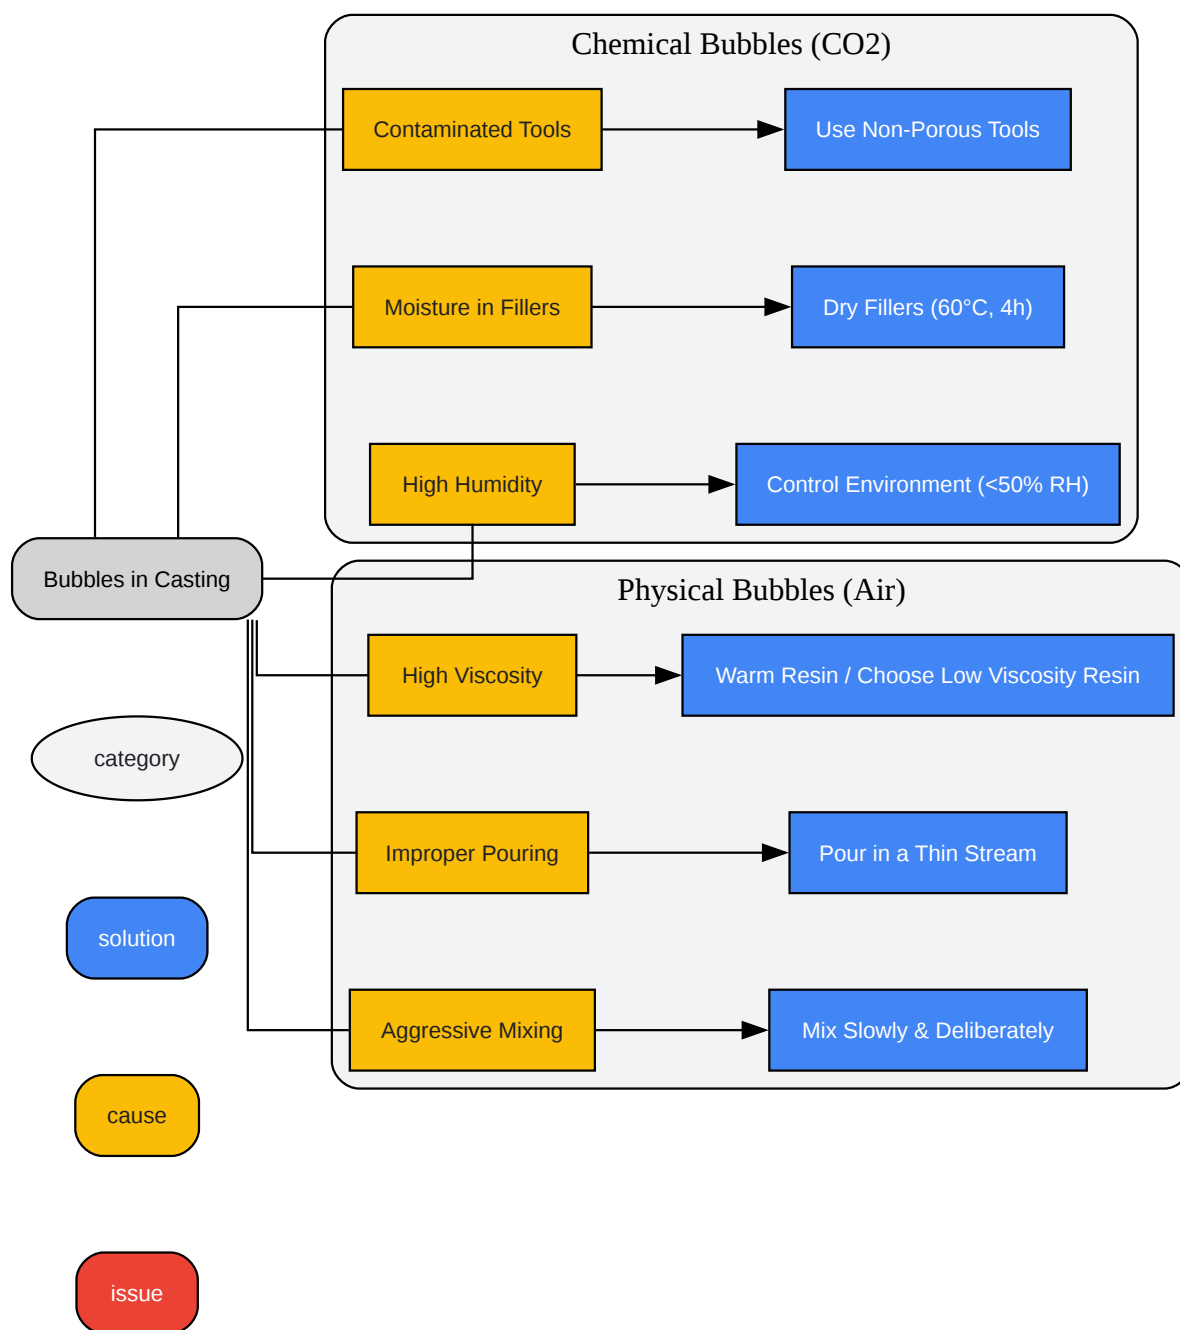 Chemical Bubbles (CO2)
Contaminated Tools
Use Non-Porous Tools
Moisture in Fillers
Dry Fillers (60°C, 4h)
High Humidity
Control Environment (<50% RH)
Bubbles in Casting
Physical Bubbles (Air)
High Viscosity
Warm Resin / Choose Low Viscosity Resin
category
Improper Pouring
Pour in a Thin Stream
solution
Aggressive Mixing
Mix Slowly & Deliberately
cause
issue